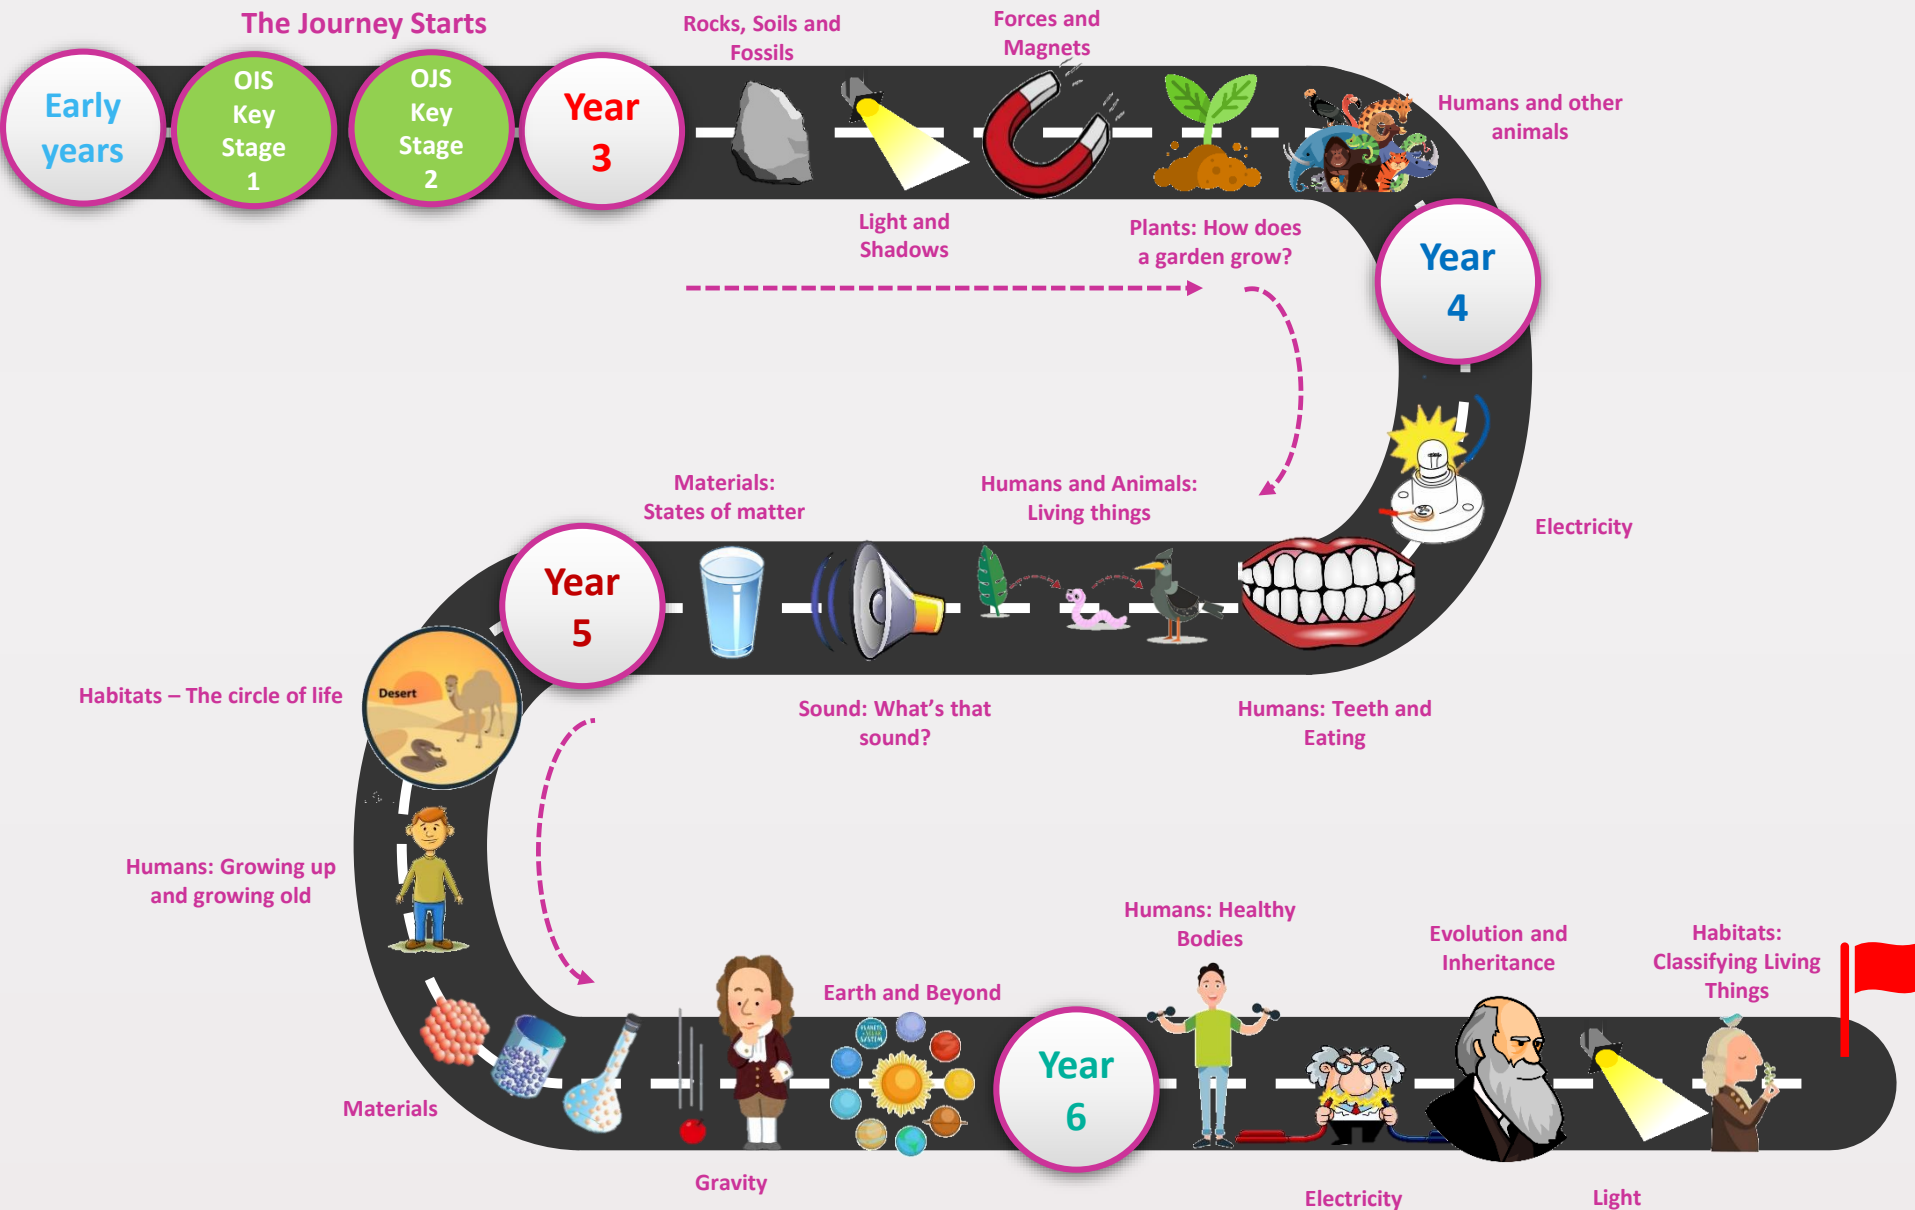 The Journey Starts
Early
years
OIS
Key
Stage
1
OJS
Key
Stage
2
Year
3
Rocks, Soils and
Fossils
Light and
Shadows
Forces and
Magnets
Plants: How does
a garden grow?
Humans and other
animals
Year
4
Electricity
Humans: Teeth and
Eating
Humans and Animals:
Living things
Sound: What's that
sound?
Materials:
States of matter
Year
5
Desert
Habitats – The circle of life
Humans: Growing up
and growing old
Materials
Gravity
Earth and Beyond
PLANETS
SYSTEM
Year
6
Humans: Healthy
Bodies
Electricity
Evolution and
Inheritance
Light
Habitats:
Classifying Living
Things